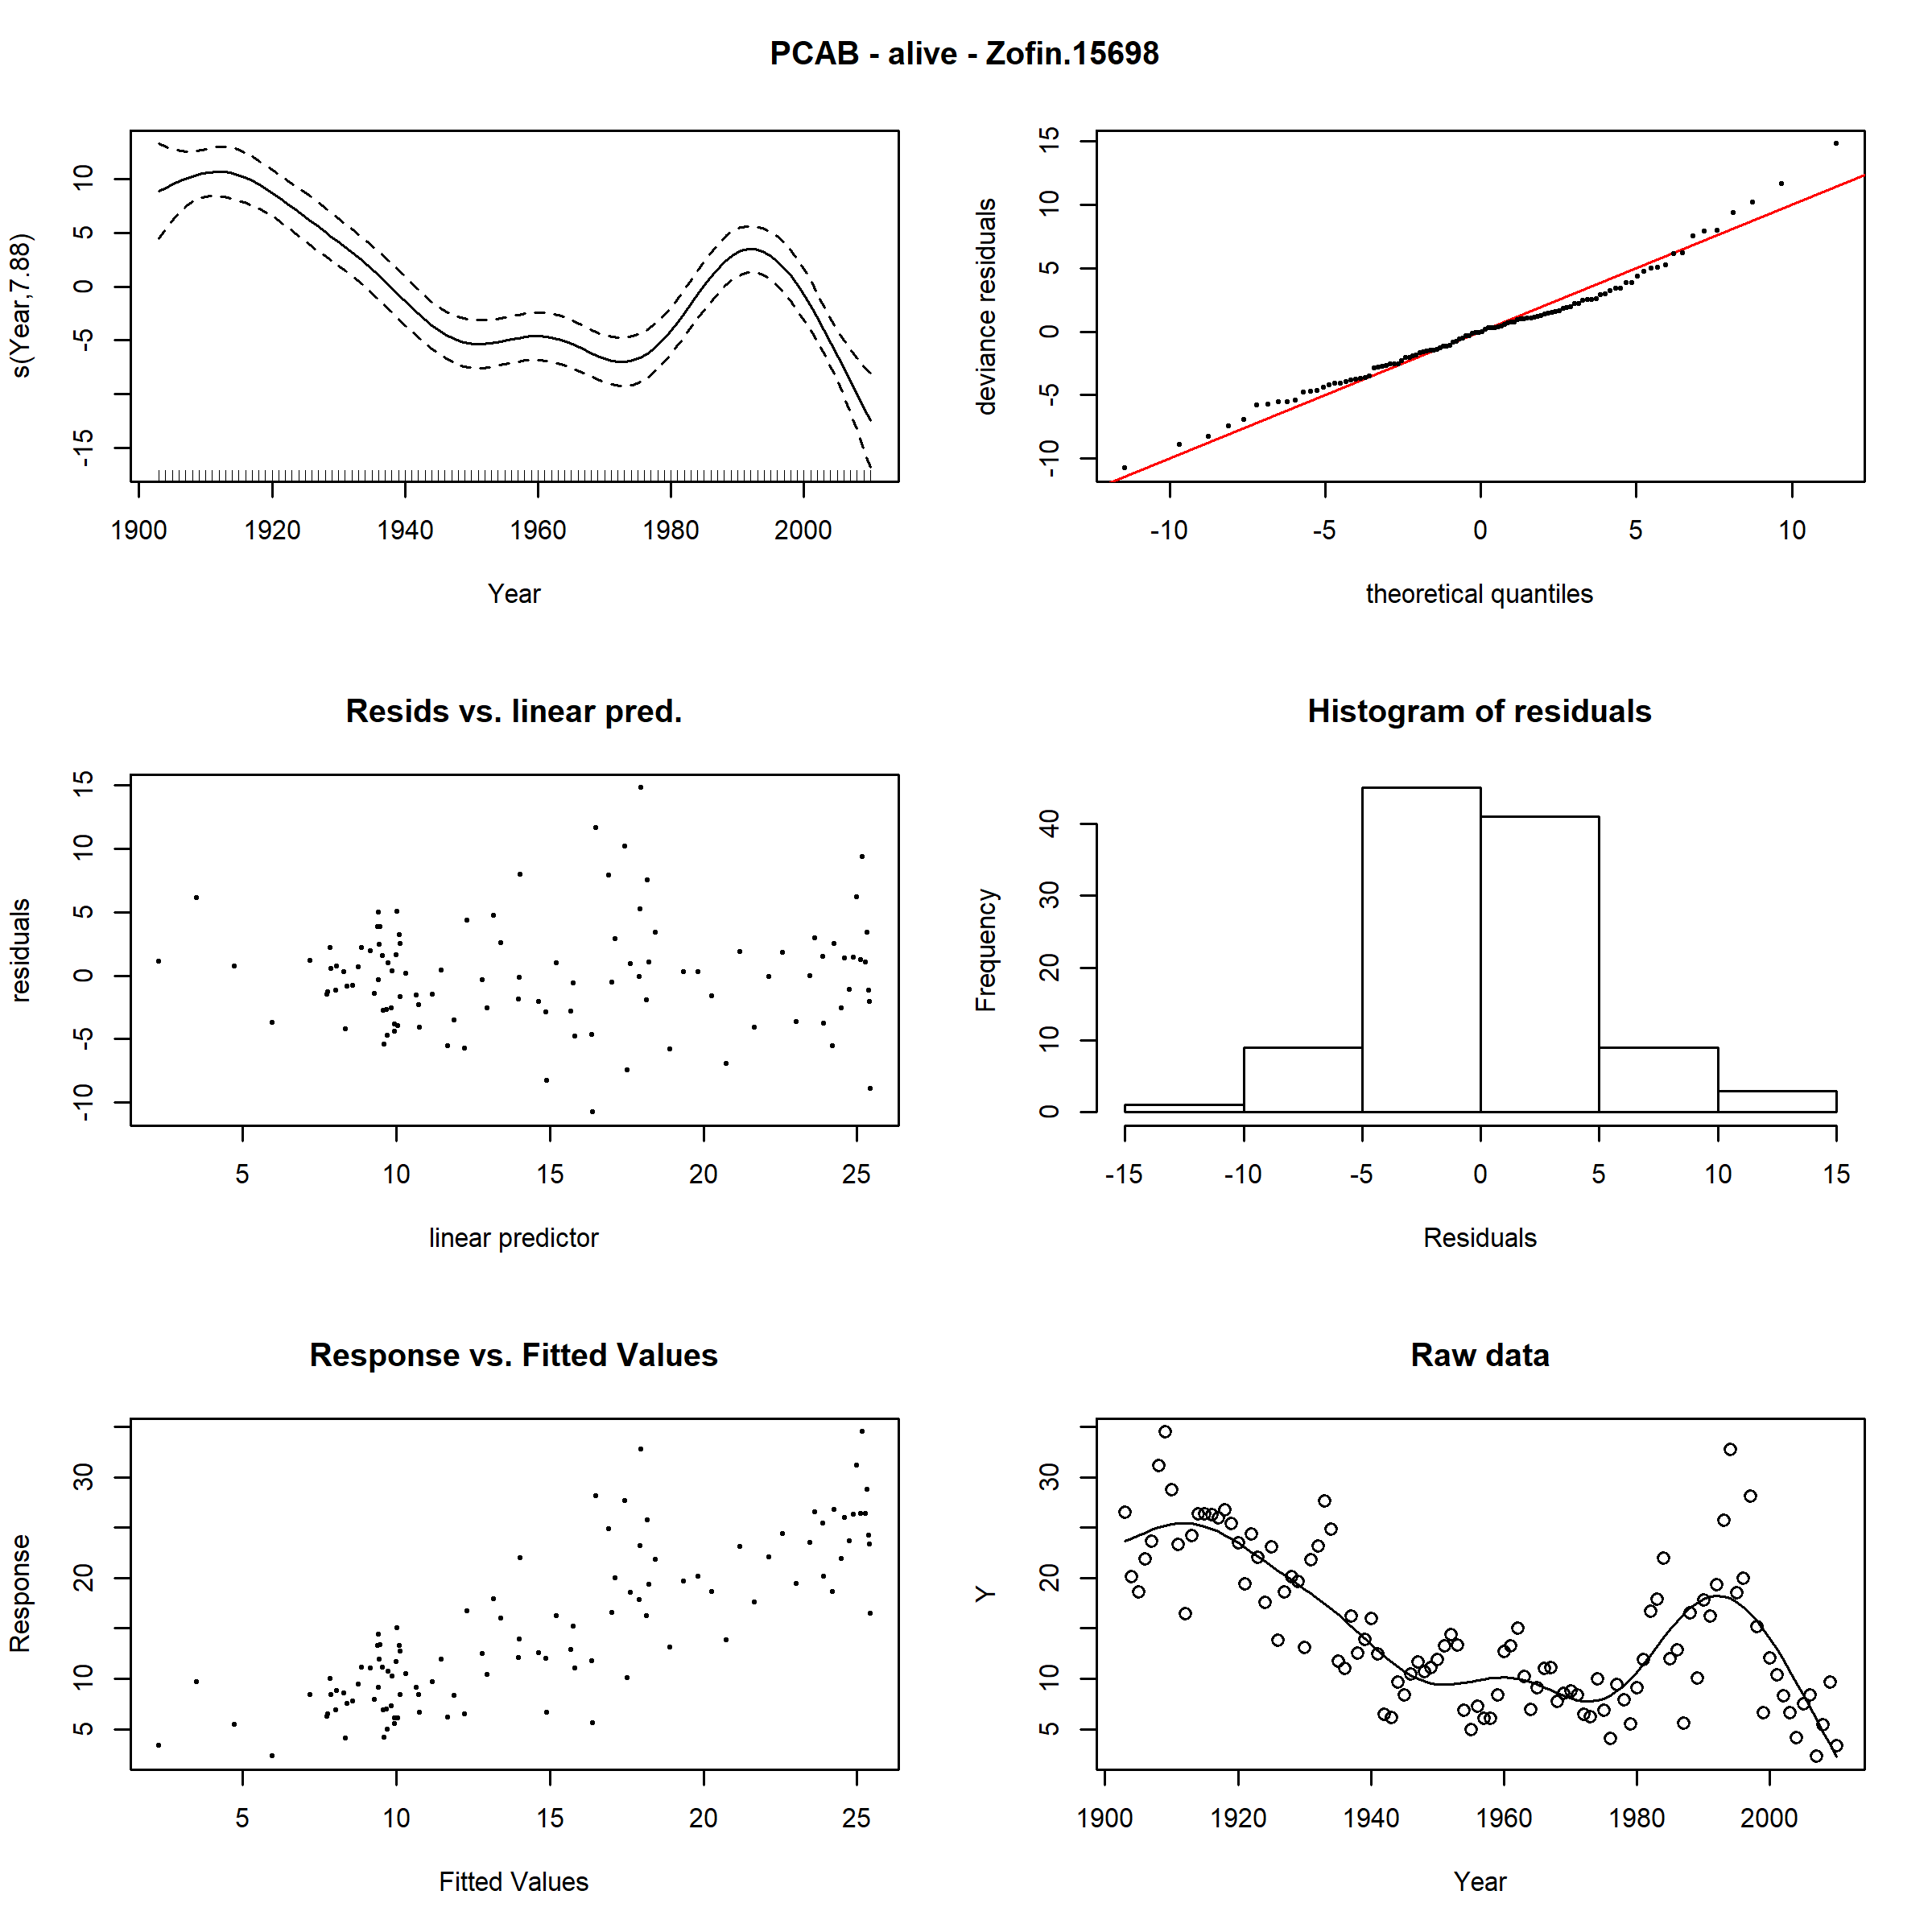 PCAB - alive - Zofin.15698
s(Year,7.88)
10
5
0
-5
-15
1900 1920 1940 1960 1980 2000
Year
deviance residuals
15
10
5
0
-5
-10
-10 -5 0 5 10
theoretical quantiles
Resids vs. linear pred.
residuals
15
10
5
0
-5
-10
5 10 15 20 25
linear predictor
Histogram of residuals
Frequency
40
30
20
10
0
-15 -10 -5 0 5 10 15
Residuals
Response vs. Fitted Values
Response
30
20
10
5
5 10 15 20 25
Fitted Values
Raw data
Y
30
20
10
5
1900 1920 1940 1960 1980 2000
Year